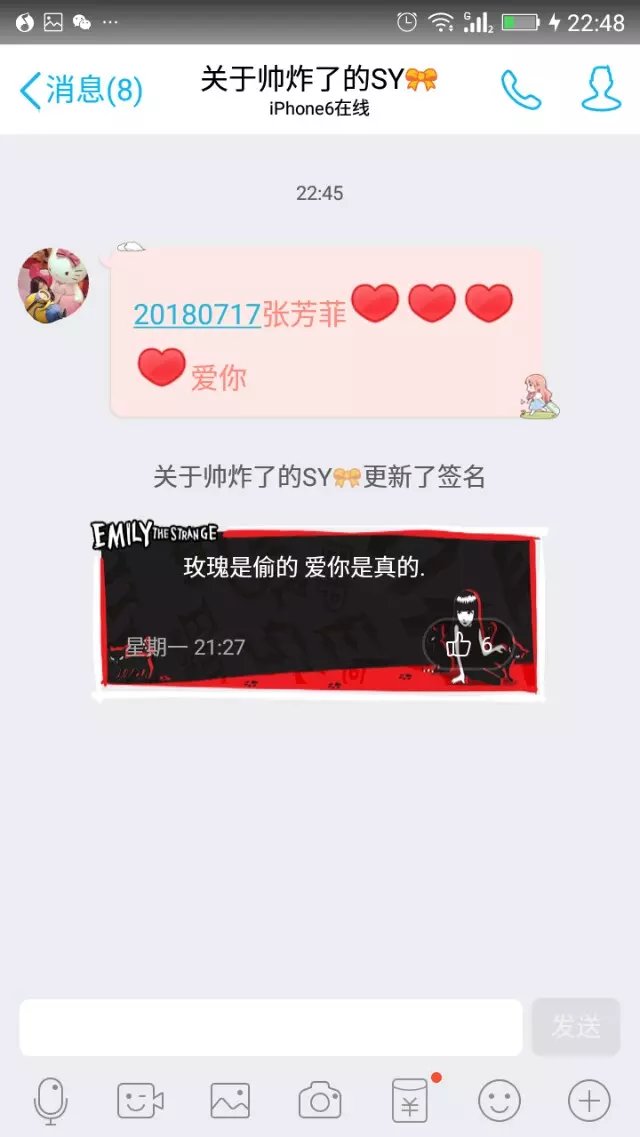 22:48
消息(8)
关于帅炸了的SY🎀
iPhone6在线
22:45
20180717张芳菲❤❤❤
❤爱你
关于帅炸了的SY🎀更新了签名
EMILY THE STRANGE
玫瑰是偷的 爱你是真的.
星期一 21:27
6
发送